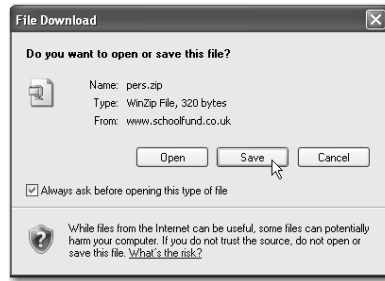 File Download
Do you want to open or save this file?
Name: pers.zip
Type: WinZip File, 320 bytes
From: www.schoolfund.co.uk
Open Save Cancel
Always ask before opening this type of file
While files from the Internet can be useful, some files can potentially
harm your computer. If you do not trust the source, do not open or
save this file. What's the risk?